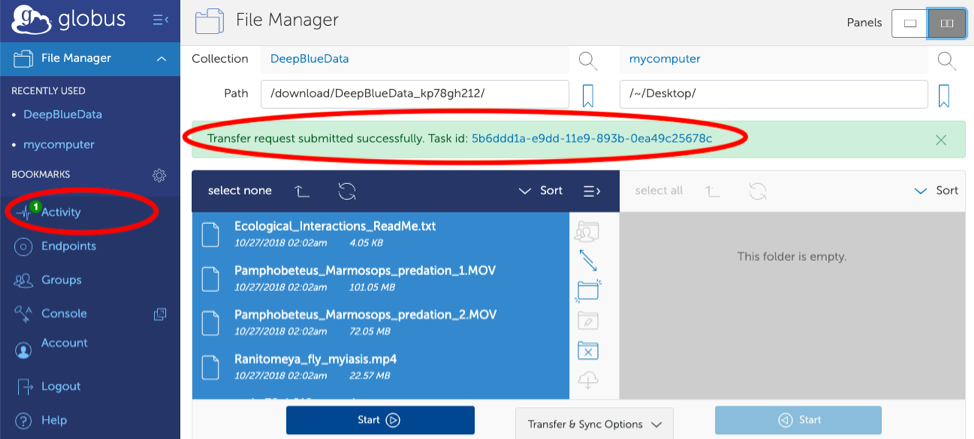 globus
File Manager
RECENTLY USED
DeepBlueData
mycomputer
BOOKMARKS
1
Activity
Endpoints
Groups
Console
Account
Logout
Help
File Manager
Panels
Collection
DeepBlueData
mycomputer
Path
/download/DeepBlueData_kp78gh212/
/~/Desktop/
Transfer request submitted successfully. Task id: 5b6ddd1a-e9dd-11e9-893b-0ea49c25678c
select none
Sort
select all
Sort
Ecological_Interactions_ReadMe.txt
10/27/2018 02:02am 4.05 KB
Pamphobeteus_Marmosops_predation_1.MOV
10/27/2018 02:02am 101.05 MB
Pamphobeteus_Marmosops_predation_2.MOV
10/27/2018 02:02am 72.05 MB
Ranitomeya_fly_myiasis.mp4
10/27/2018 02:02am 22.57 MB
This folder is empty.
Start
Transfer & Sync Options
Start